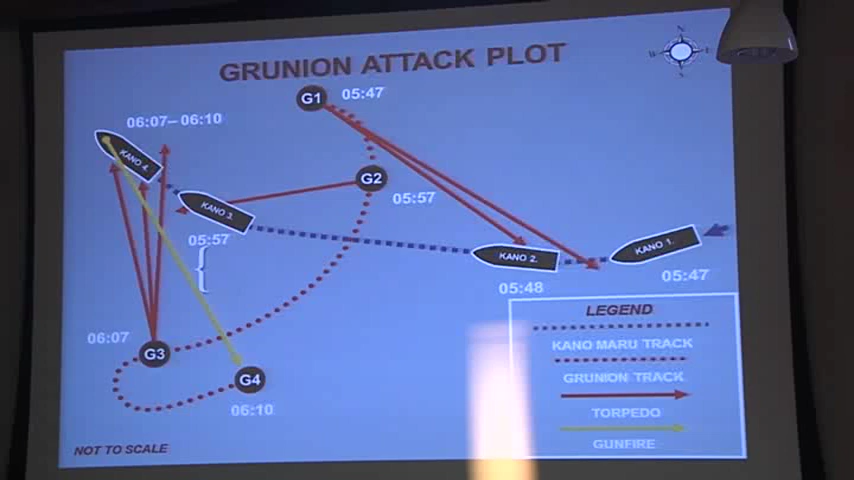 GRUNION ATTACK PLOT
N
W
E
S
G1
05:47
06:07–06:10
KANO 4.
G2
05:57
KANO 3.
05:57
{
KANO 1.
KANO 2.
05:47
05:48
LEGEND
KANO MARU TRACK
GRUNION TRACK
TORPEDO
GUNFIRE
06:07
G3
G4
06:10
NOT TO SCALE